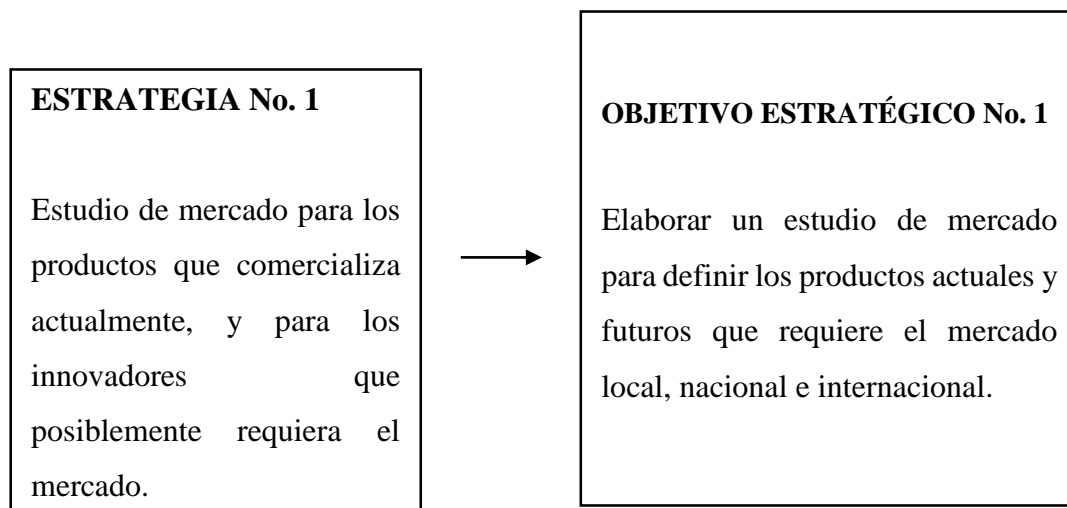 ESTRATEGIA No. 1
Estudio de mercado para los
productos que comercializa
actualmente, y para los
innovadores que
posiblemente requiera el
mercado.
OBJETIVO ESTRATÉGICO No. 1
Elaborar un estudio de mercado
para definir los productos actuales y
futuros que requiere el mercado
local, nacional e internacional.